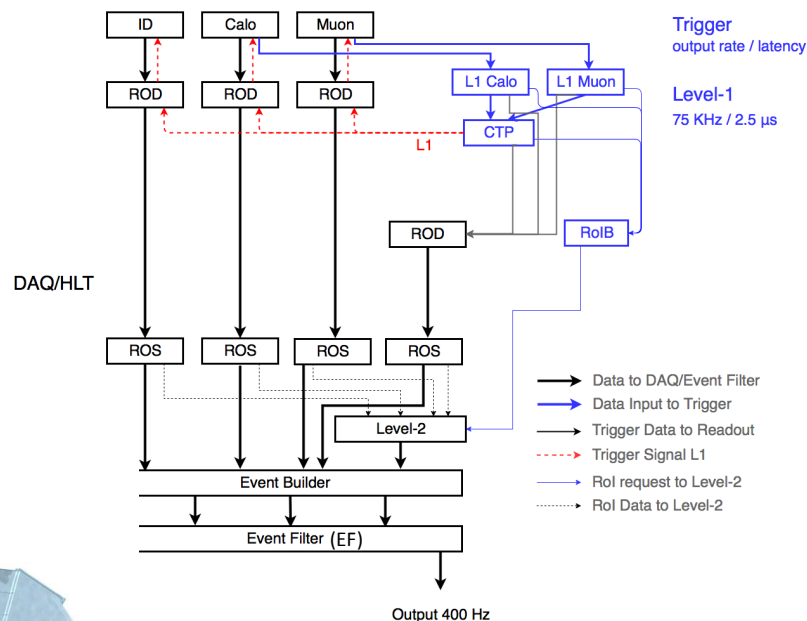 ID Calo Muon
Trigger
output rate / latency
L1 Calo L1 Muon
ROD ROD ROD
Level-1
75 KHz / 2.5 μs
CTP
L1
ROD RoIB
DAQ/HLT
ROS ROS ROS ROS
Data to DAQ/Event Filter
Data Input to Trigger
Level-2
Trigger Data to Readout
Trigger Signal L1
Event Builder
RoI request to Level-2
RoI Data to Level-2
Event Filter (EF)
Output 400 Hz